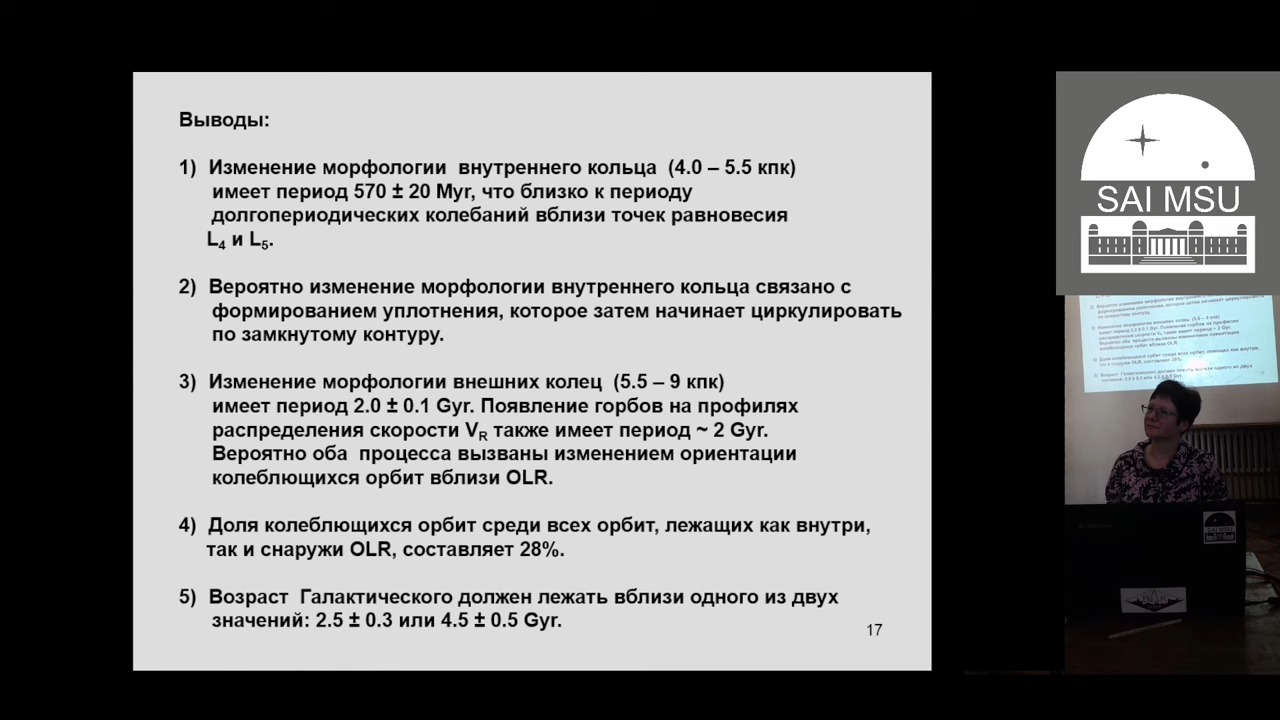 Выводы:
1) Изменение морфологии внутреннего кольца (4.0 – 5.5 кпк)
имеет период 570 ± 20 Myr, что близко к периоду
долгопериодических колебаний вблизи точек равновесия
L4 и L5.
2) Вероятно изменение морфологии внутреннего кольца связано с
формированием уплотнения, которое затем начинает циркулировать
по замкнутому контуру.
3) Изменение морфологии внешних колец (5.5 – 9 кпк)
имеет период 2.0 ± 0.1 Gyr. Появление горбов на профилях
распределения скорости VR также имеет период ~ 2 Gyr.
Вероятно оба процесса вызваны изменением ориентации
колеблющихся орбит вблизи OLR.
4) Доля колеблющихся орбит среди всех орбит, лежащих как внутри,
так и снаружи OLR, составляет 28%.
5) Возраст Галактического должен лежать вблизи одного из двух
значений: 2.5 ± 0.3 или 4.5 ± 0.5 Gyr.
17
SAI MSU
SAI MSU